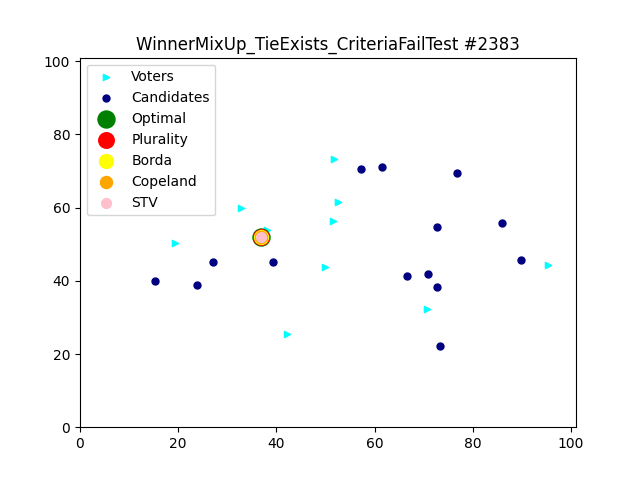 WinnerMixUp_TieExists_CriteriaFailTest #2383
Voters
Candidates
Optimal
Plurality
Borda
Copeland
STV
100
80
60
40
20
0
0 20 40 60 80 100